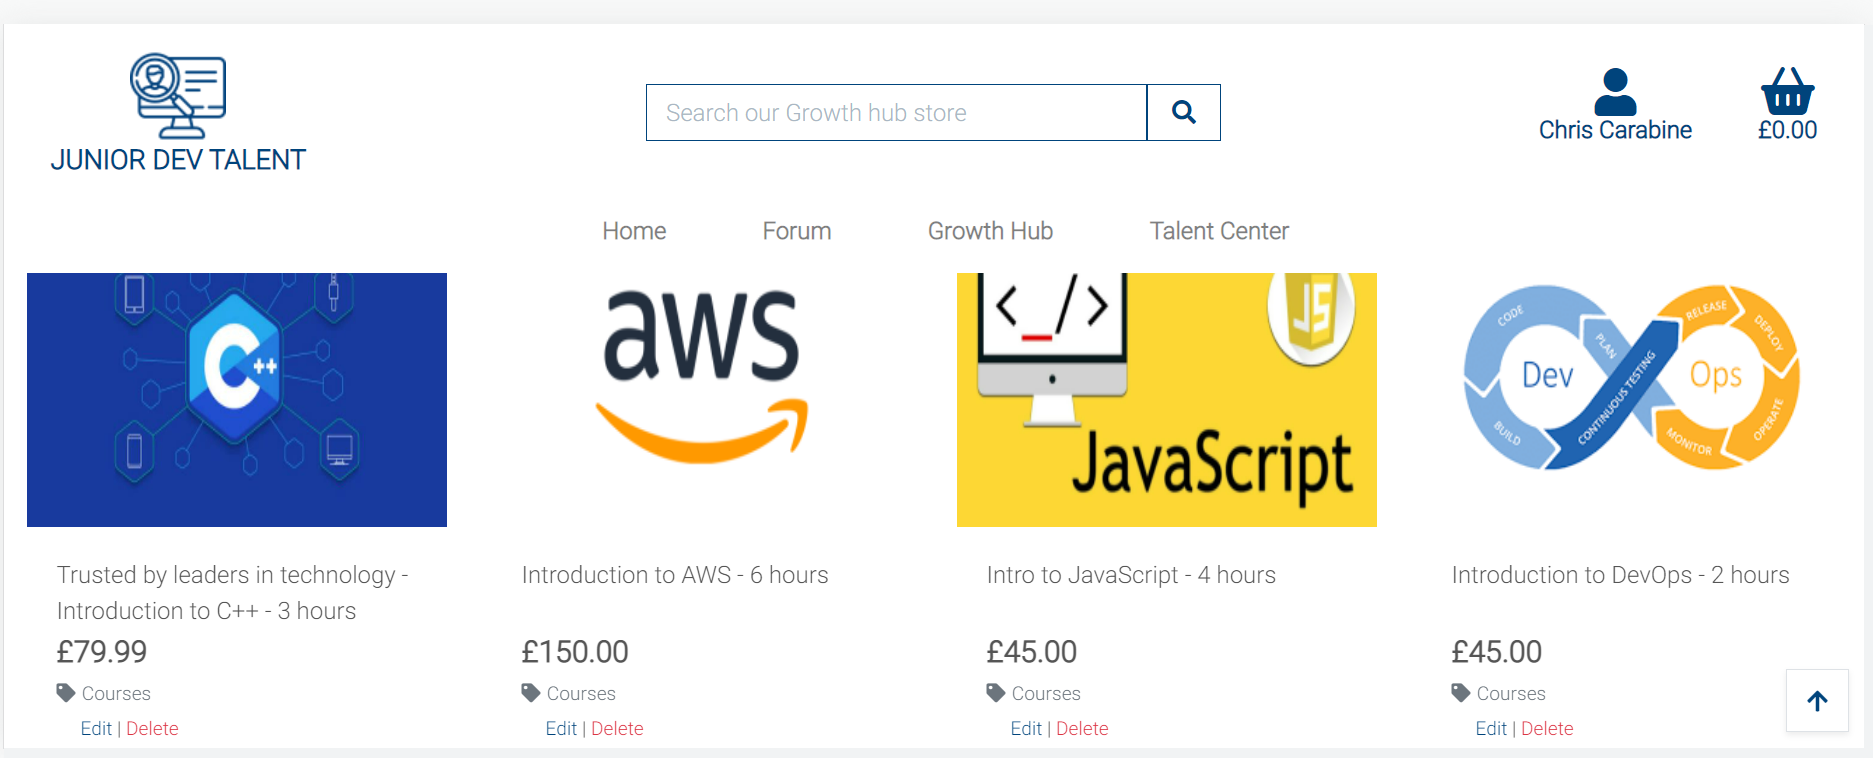 JUNIOR DEV TALENT
Search our Growth hub store
Chris Carabine
£0.00
Home Forum Growth Hub Talent Center
C++
aws
< / >
JS
JavaScript
CODE
PLAN
BUILD
CONTINUOUS TESTING
Dev
Ops
RELEASE
DEPLOY
OPERATE
MONITOR
Trusted by leaders in technology -
Introduction to C++ - 3 hours
£79.99
Courses
Edit | Delete
Introduction to AWS - 6 hours
£150.00
Courses
Edit | Delete
Intro to JavaScript - 4 hours
£45.00
Courses
Edit | Delete
Introduction to DevOps - 2 hours
£45.00
Courses
Edit | Delete